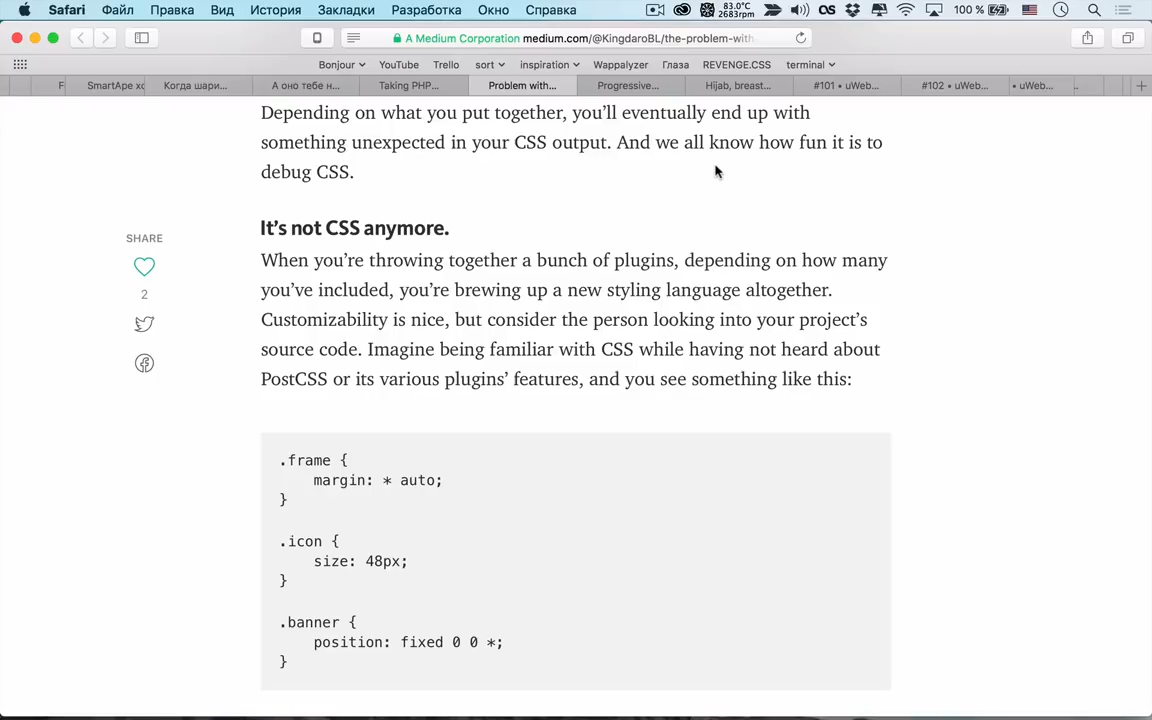 Safari Файл Правка Вид История Закладки Разработка Окно Справка 83.0°C 2683rpm 100 %
A Medium Corporation medium.com/@KingdaroBL/the-problem-with-
Bonjour YouTube Trello sort inspiration Wappalyzer Глаза REVENGE.CSS terminal
F SmartApe хо Когда шари... А оно тебе н... Taking PHP... Problem with... Progressive... Hijab, breast... #101 • uWeb... #102 • uWeb... • uWeb...
Depending on what you put together, you’ll eventually end up with
something unexpected in your CSS output. And we all know how fun it is to
debug CSS.
SHARE
2
It’s not CSS anymore.
When you’re throwing together a bunch of plugins, depending on how many
you’ve included, you’re brewing up a new styling language altogether.
Customizability is nice, but consider the person looking into your project’s
source code. Imagine being familiar with CSS while having not heard about
PostCSS or its various plugins’ features, and you see something like this:
.frame {
margin: * auto;
}
.icon {
size: 48px;
}
.banner {
position: fixed 0 0 *;
}